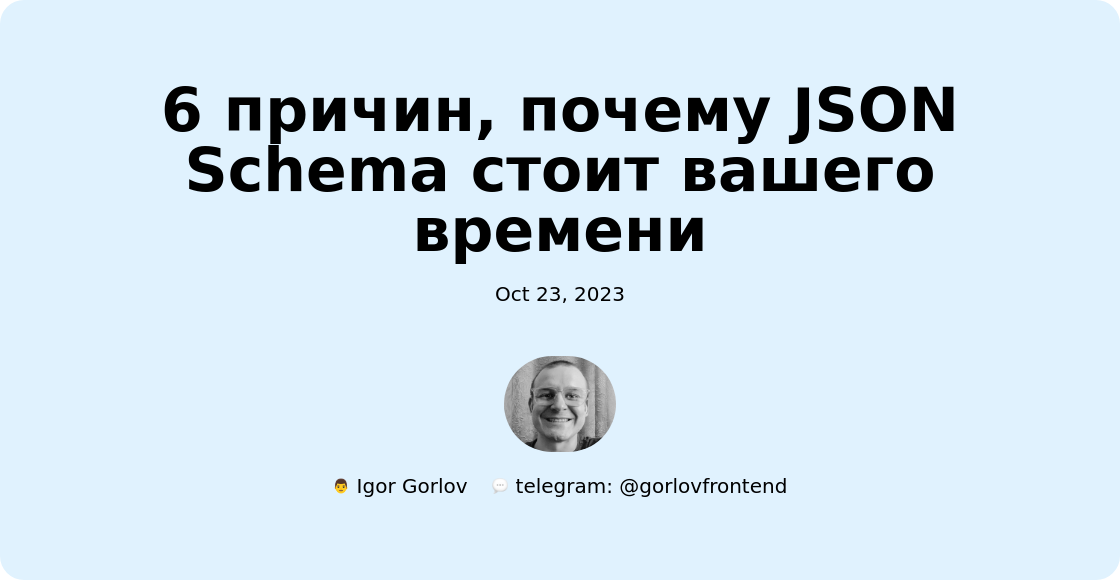 6 причин, почему JSON
Schema стоит вашего
времени
Oct 23, 2023
👨 Igor Gorlov 💬 telegram: @gorlovfrontend